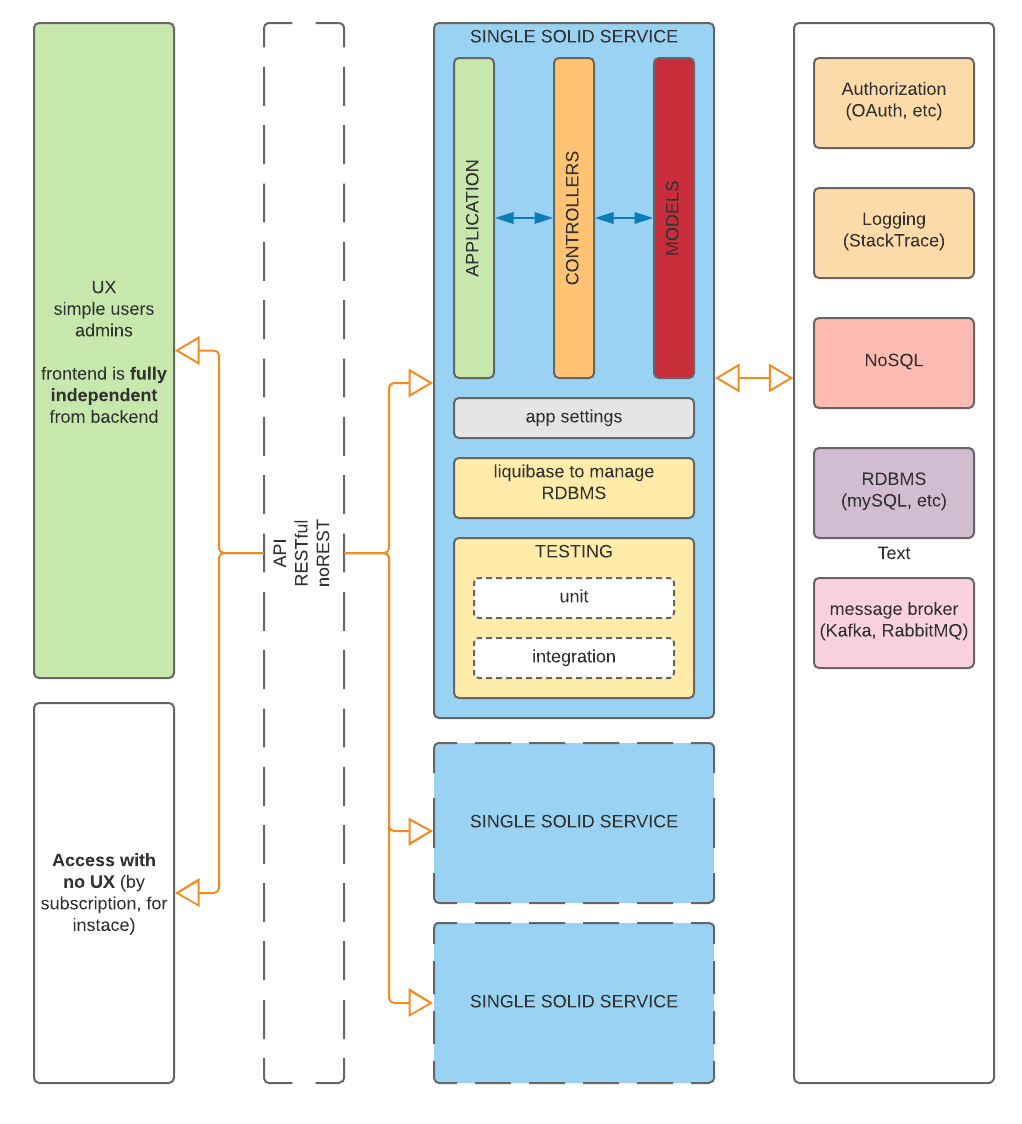 UX
simple users
admins
frontend is fully
independent
from backend
Access with
no UX (by
subscription, for
instace)
API
RESTful
noREST
SINGLE SOLID SERVICE
APPLICATION
CONTROLLERS
MODELS
app settings
liquibase to manage
RDBMS
TESTING
unit
integration
SINGLE SOLID SERVICE
SINGLE SOLID SERVICE
Authorization
(OAuth, etc)
Logging
(StackTrace)
NoSQL
RDBMS
(mySQL, etc)
Text
message broker
(Kafka, RabbitMQ)